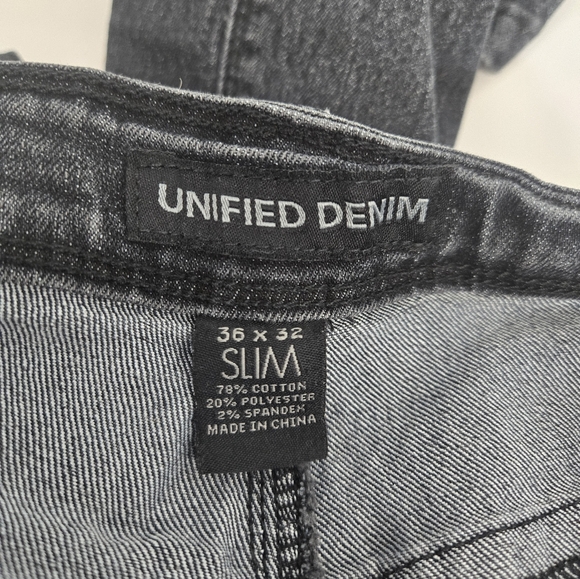 UNIFIED DENIM
36 x 32
SLIM
78% COTTON
20% POLYESTER
2% SPANDEX
MADE IN CHINA